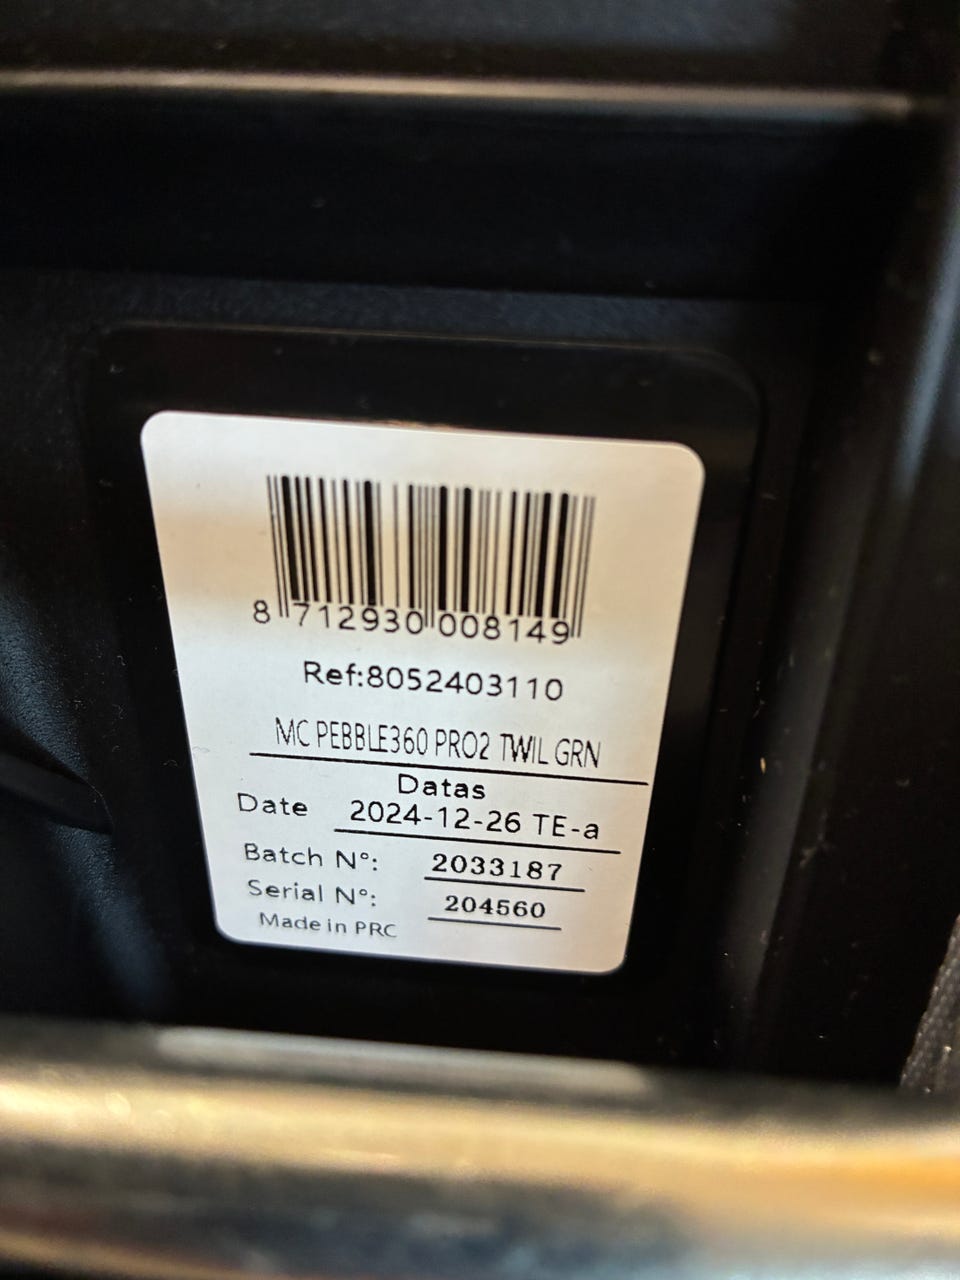 8 712930 008149
Ref:8052403110
MC PEBBLE360 PRO2 TWIL GRN
Datas
Date 2024-12-26 TE-a
Batch N°: 2033187
Serial N°: 204560
Made in PRC